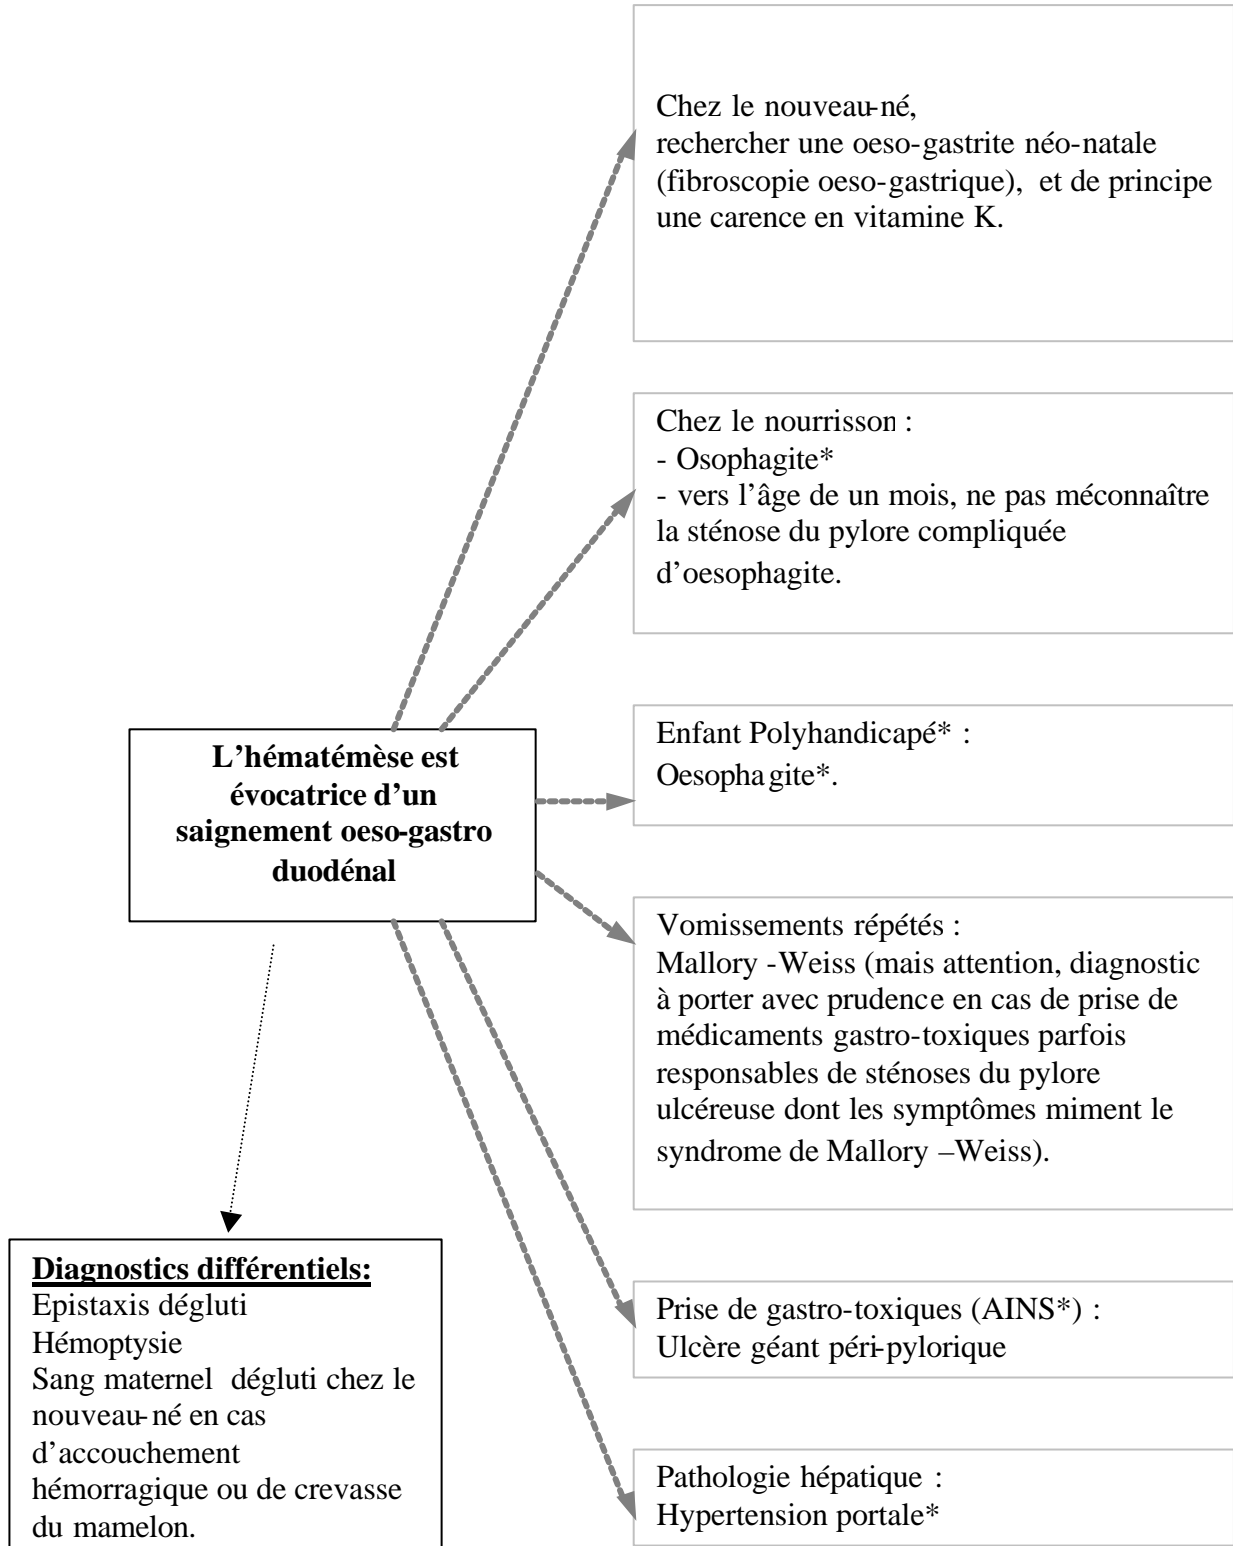 Chez le nouveau-né,
rechercher une oeso-gastrite néo-natale
(fibroscopie oeso-gastrique), et de principe
une carence en vitamine K.
Chez le nourrisson :
- Osophagite*
- vers l’âge de un mois, ne pas méconnaître
la sténose du pylore compliquée
d’oesophagite.
Enfant Polyhandicapé* :
Oesophagite*.
L’hématémèse est
évocatrice d’un
saignement oeso-gastro
duodénal
Vomissements répétés :
Mallory -Weiss (mais attention, diagnostic
à porter avec prudence en cas de prise de
médicaments gastro-toxiques parfois
responsables de sténoses du pylore
ulcéreuse dont les symptômes miment le
syndrome de Mallory –Weiss).
Diagnostics différentiels:
Epistaxis dégluti
Hémoptysie
Sang maternel dégluti chez le
nouveau-né en cas
d’accouchement
hémorragique ou de crevasse
du mamelon.
Prise de gastro-toxiques (AINS*) :
Ulcère géant péri-pylorique
Pathologie hépatique :
Hypertension portale*